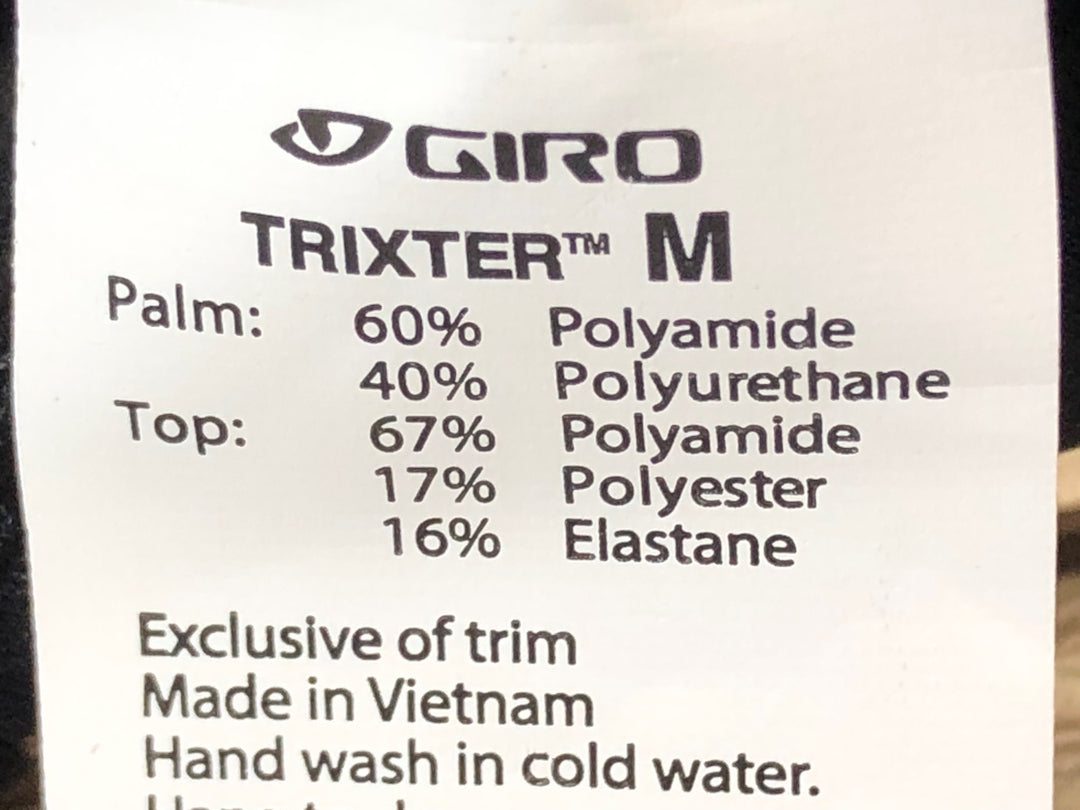 GIRO
TRIXTER™ M
Palm: 60% Polyamide
40% Polyurethane
Top: 67% Polyamide
17% Polyester
16% Elastane
Exclusive of trim
Made in Vietnam
Hand wash in cold water.